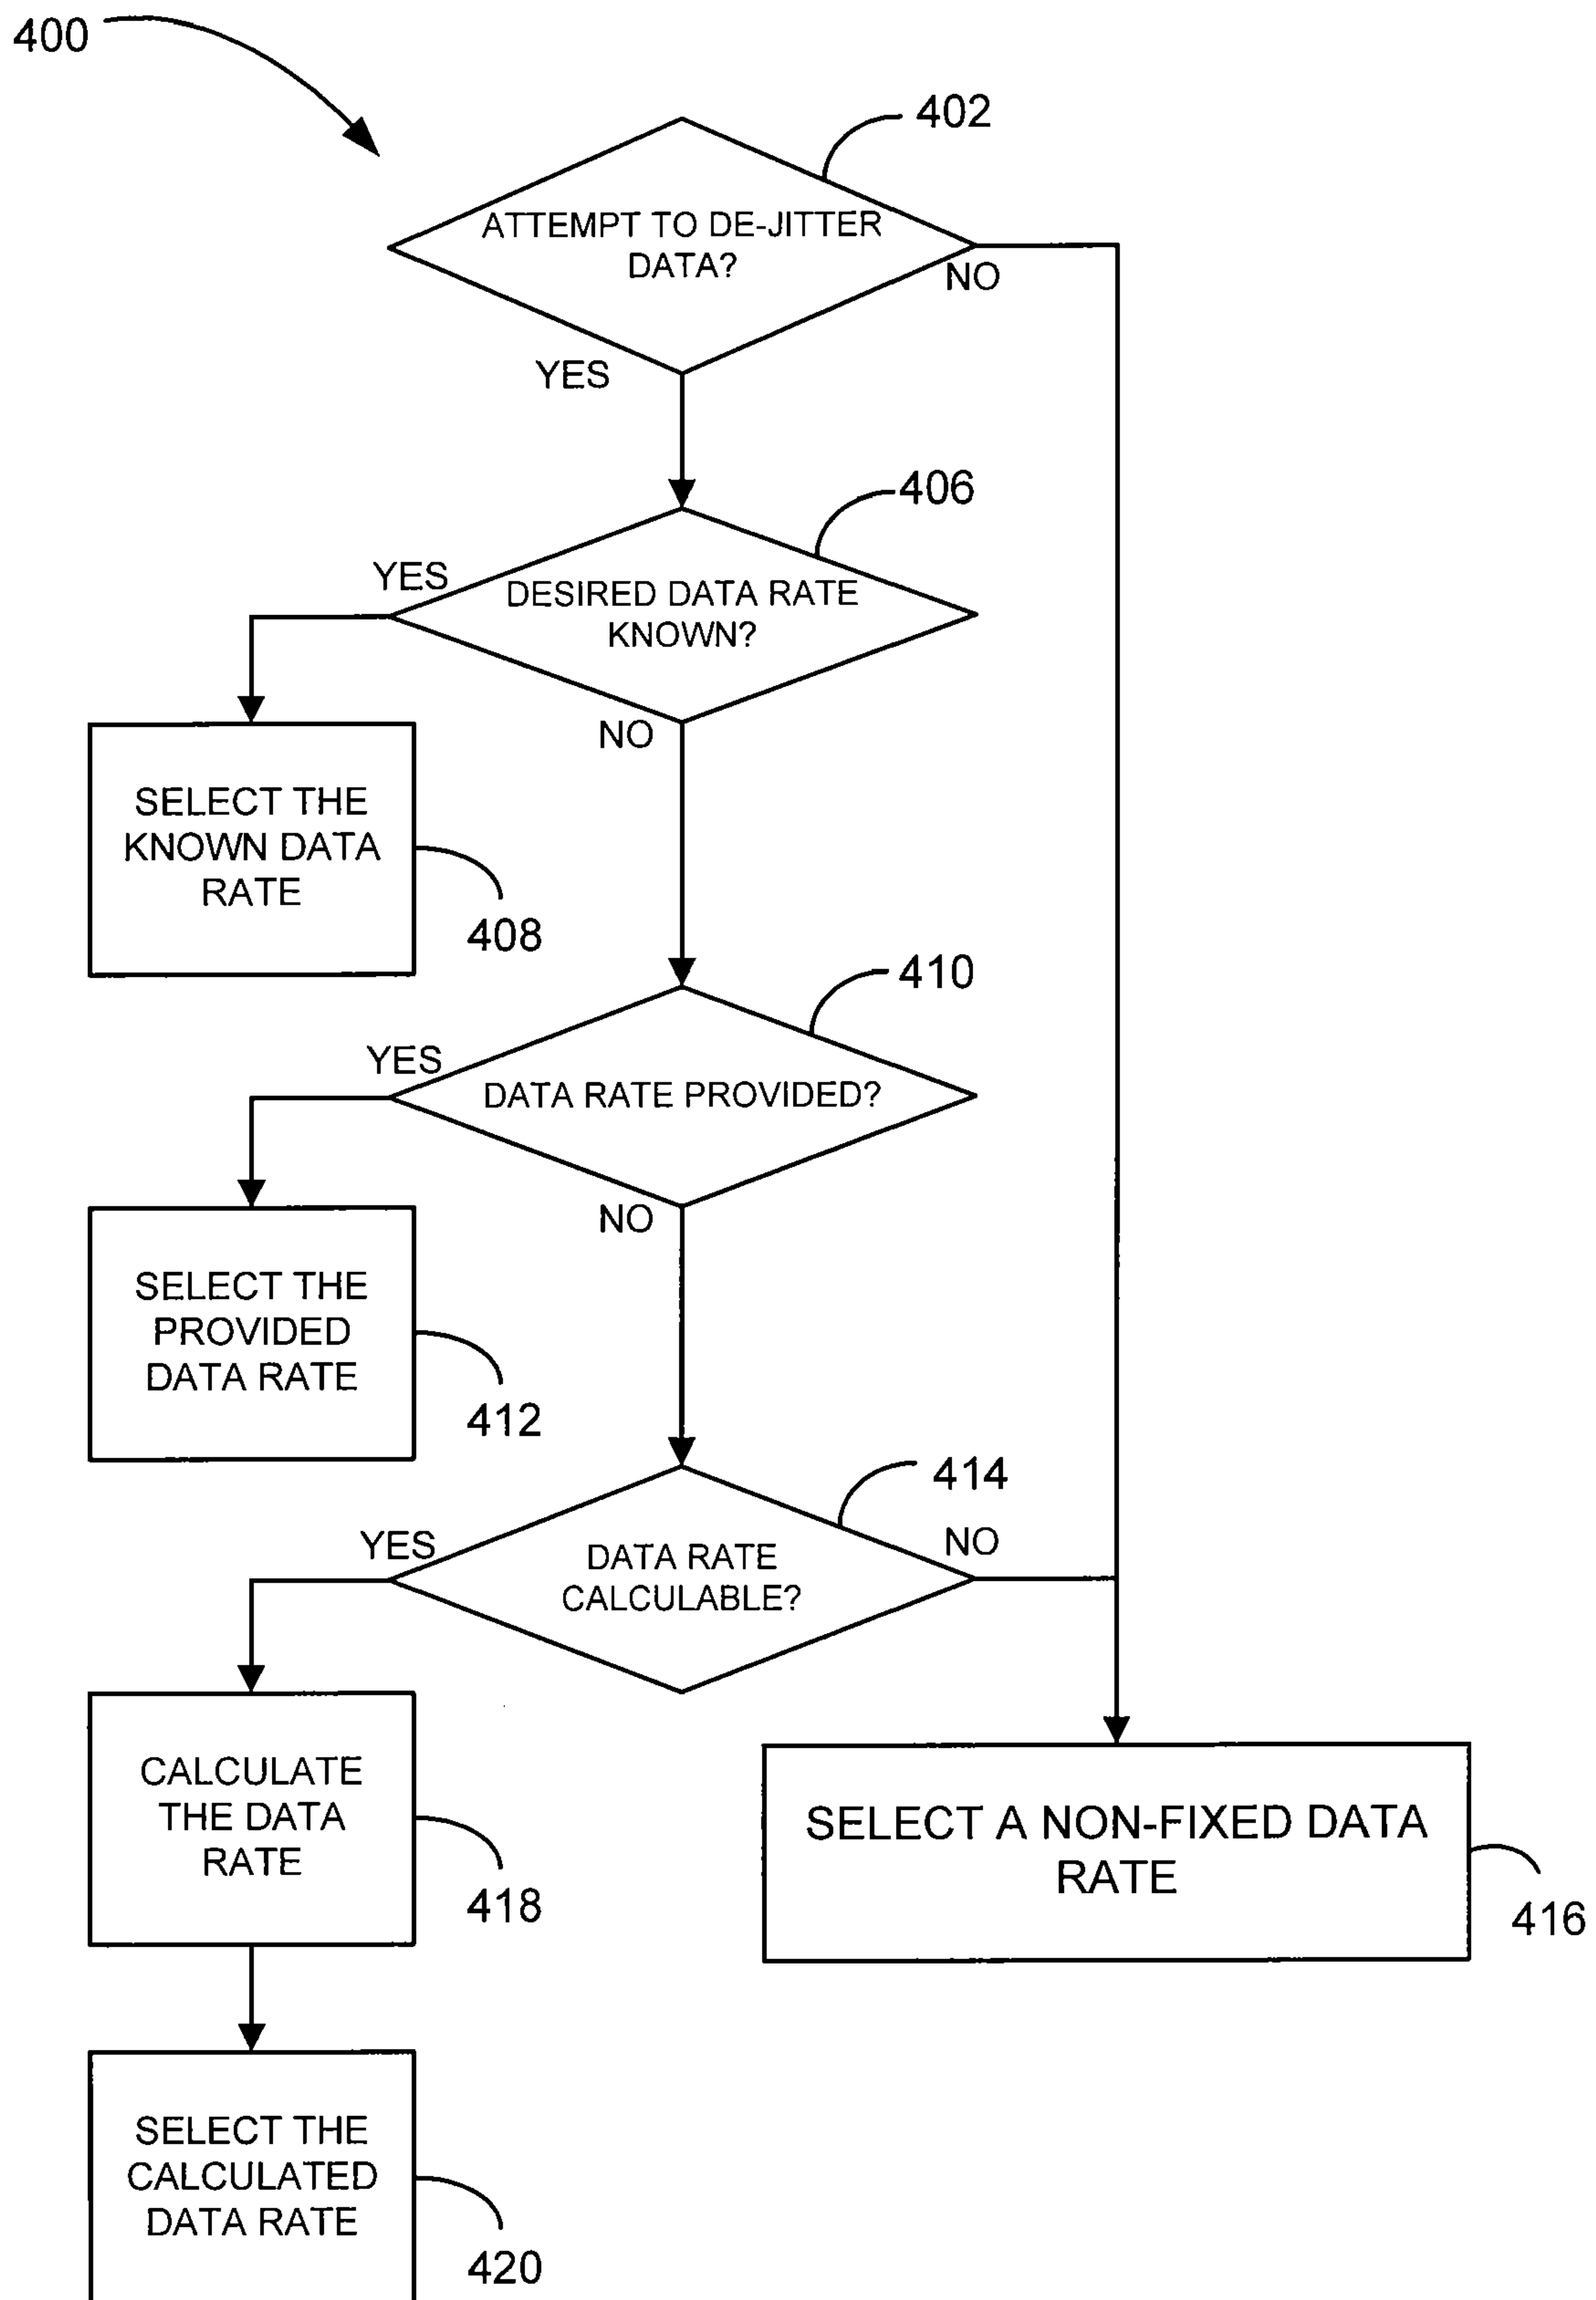 400
402
ATTEMPT TO DE-JITTER
DATA?
NO
YES
406
YES
DESIRED DATA RATE
KNOWN?
NO
SELECT THE
KNOWN DATA
RATE
408
410
YES
DATA RATE PROVIDED?
NO
SELECT THE
PROVIDED
DATA RATE
412
414
YES
NO
DATA RATE
CALCULABLE?
CALCULATE
THE DATA
RATE
418
SELECT A NON-FIXED DATA
RATE
416
SELECT THE
CALCULATED
DATA RATE
420